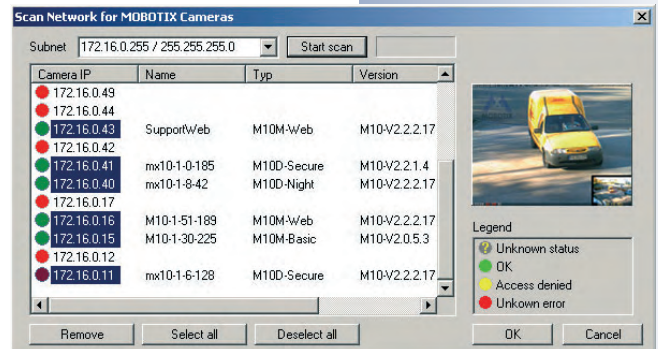 Scan Network for MOBOTIX Cameras
Subnet 172.16.0.255 / 255.255.255.0 Start scan
Camera IP Name Typ Version
172.16.0.49
172.16.0.44
172.16.0.43 SupportWeb M10M-Web M10-V2.2.2.17
172.16.0.42
172.16.0.41 mx10-1-0-185 M10D-Secure M10-V2.2.1.4
172.16.0.40 mx10-1-8-42 M10D-Night M10-V2.2.2.17
172.16.0.17
172.16.0.16 M10-1-51-189 M10M-Web M10-V2.2.2.17
172.16.0.15 M10-1-30-225 M10M-Basic M10-V2.0.5.3
172.16.0.12
172.16.0.11 mx10-1-6-128 M10D-Secure M10-V2.2.2.17
Legend
Unknown status
OK
Access denied
Unkown error
Remove Select all Deselect all OK Cancel